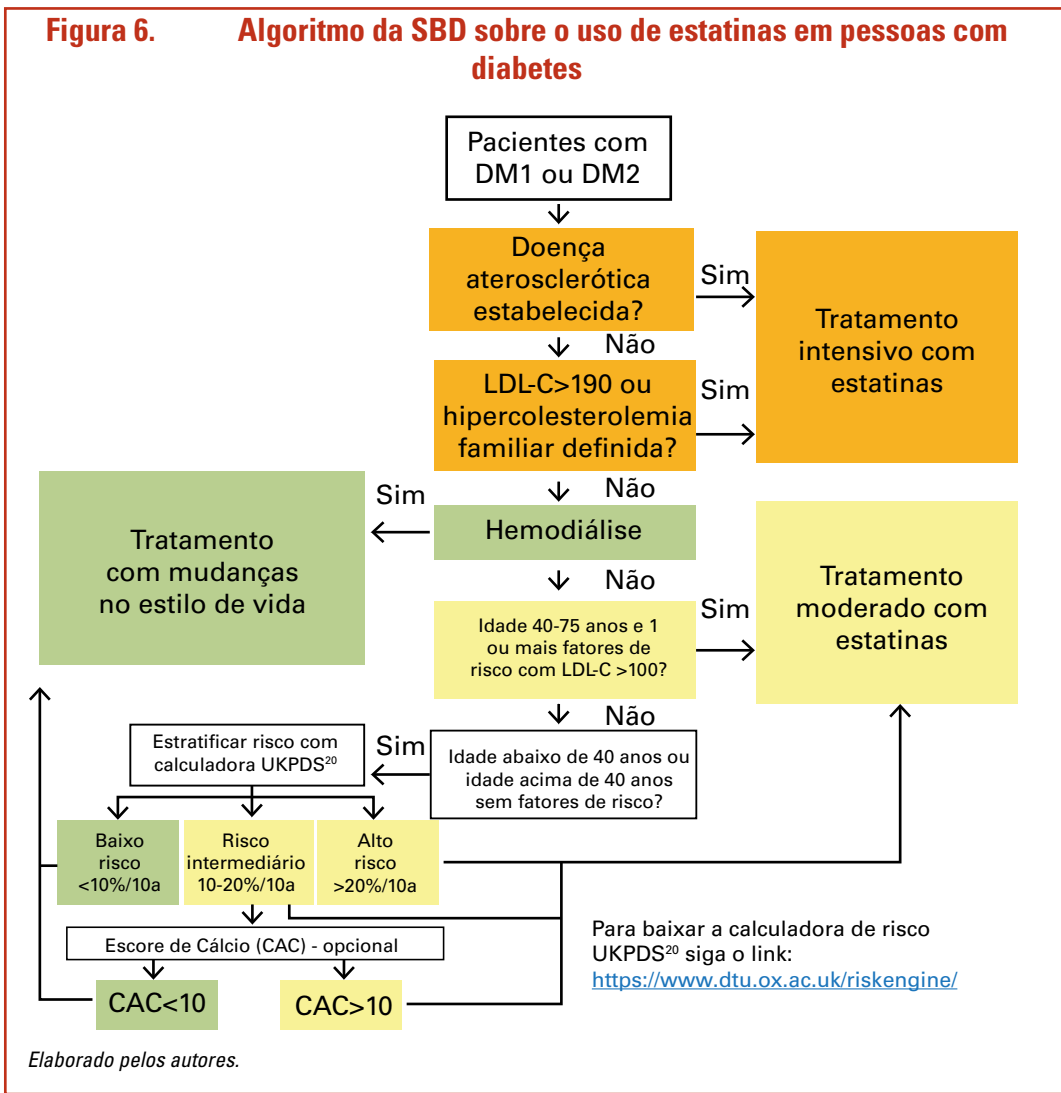 Figura 6. Algoritmo da SBD sobre o uso de estatinas em pessoas com
diabetes
Pacientes com
DM1 ou DM2
Doença
aterosclerótica
estabelecida?
Sim
Tratamento
intensivo com
estatinas
Não
LDL-C>190 ou
hipercolesterolemia
familiar definida?
Sim
Não
Hemodiálise
Sim
Tratamento
com mudanças
no estilo de vida
Não
Idade 40-75 anos e 1
ou mais fatores de
risco com LDL-C >100?
Sim
Tratamento
moderado com
estatinas
Não
Idade abaixo de 40 anos ou
idade acima de 40 anos
sem fatores de risco?
Sim
Estratificar risco com
calculadora UKPDS²⁰
Baixo
risco
<10%/10a
Risco
intermediário
10-20%/10a
Alto
risco
>20%/10a
Escore de Cálcio (CAC) - opcional
CAC<10
CAC>10
Para baixar a calculadora de risco
UKPDS²⁰ siga o link:
https://www.dtu.ox.ac.uk/riskengine/
Elaborado pelos autores.